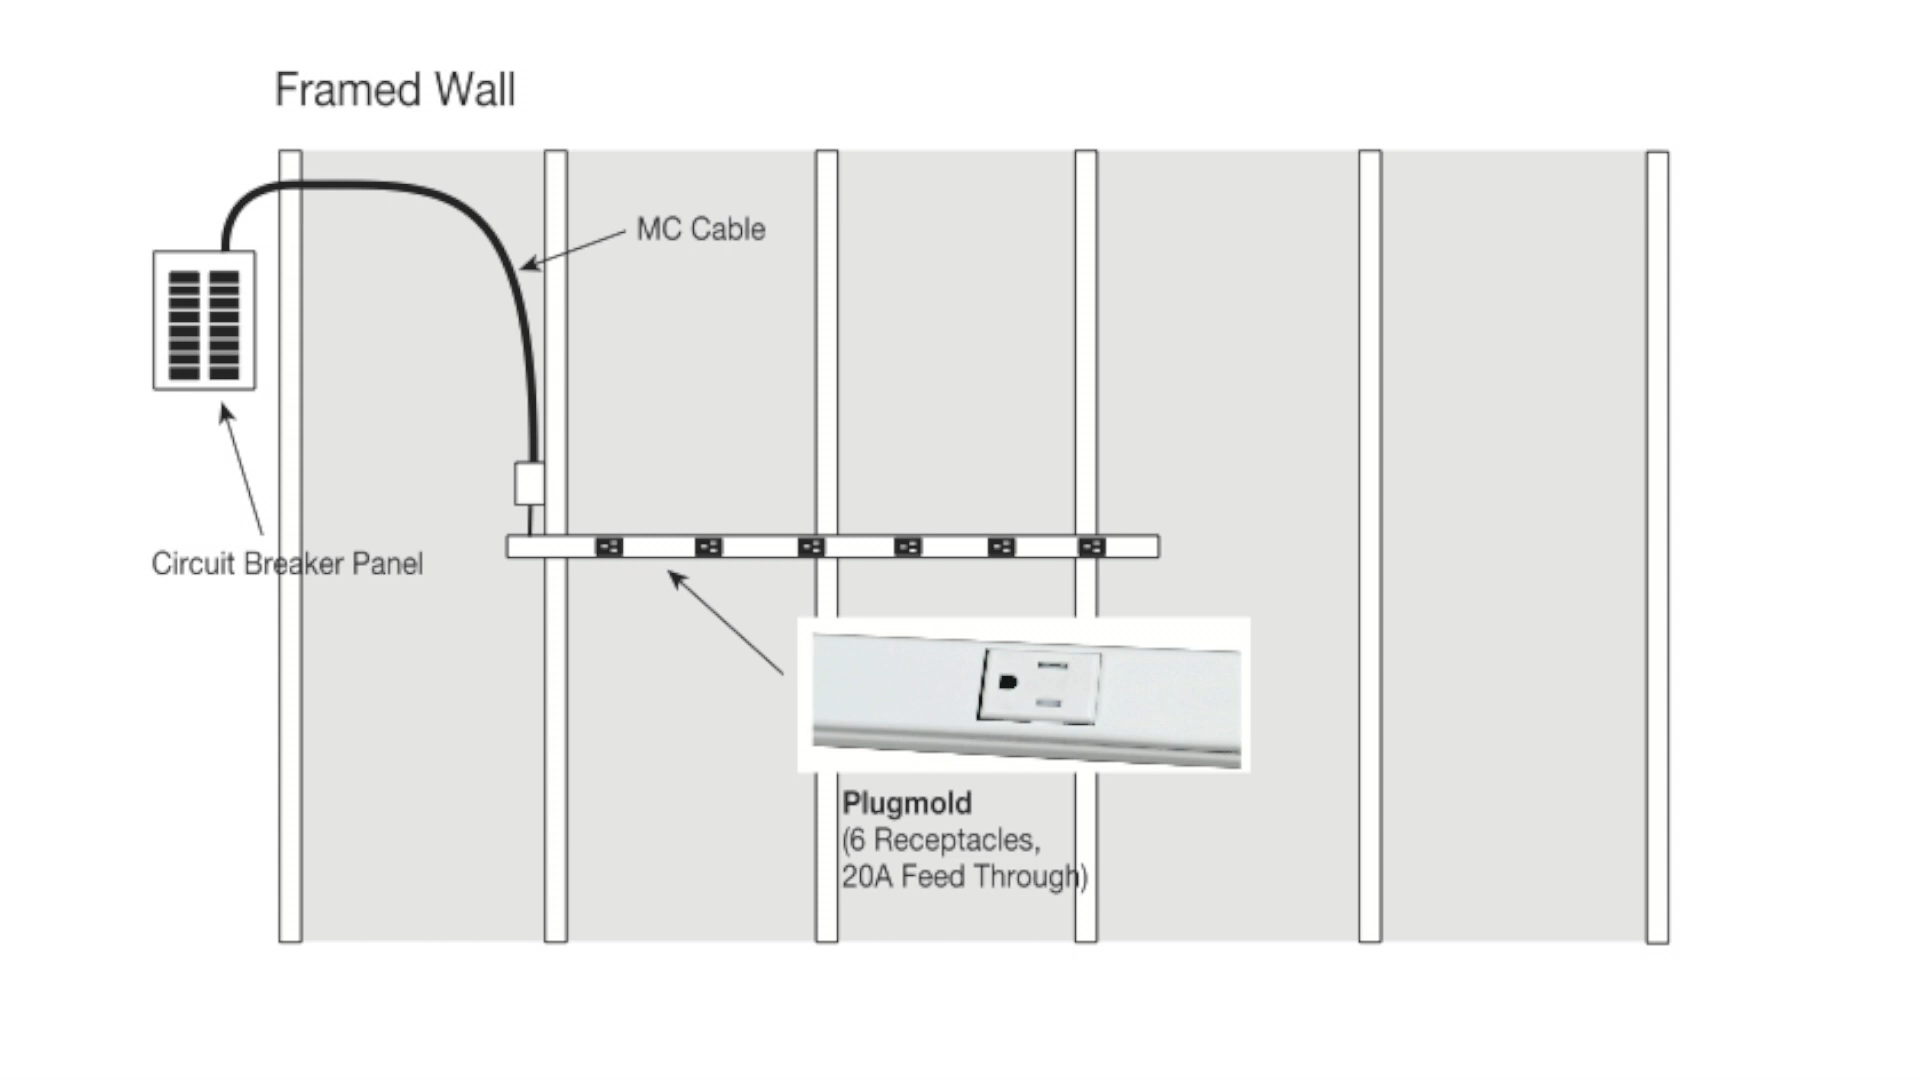 Framed Wall
MC Cable
Circuit Breaker Panel
Plugmold
(6 Receptacles,
20A Feed Through)